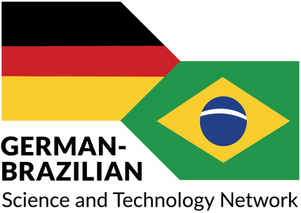 GERMAN-
BRAZILIAN
Science and Technology Network